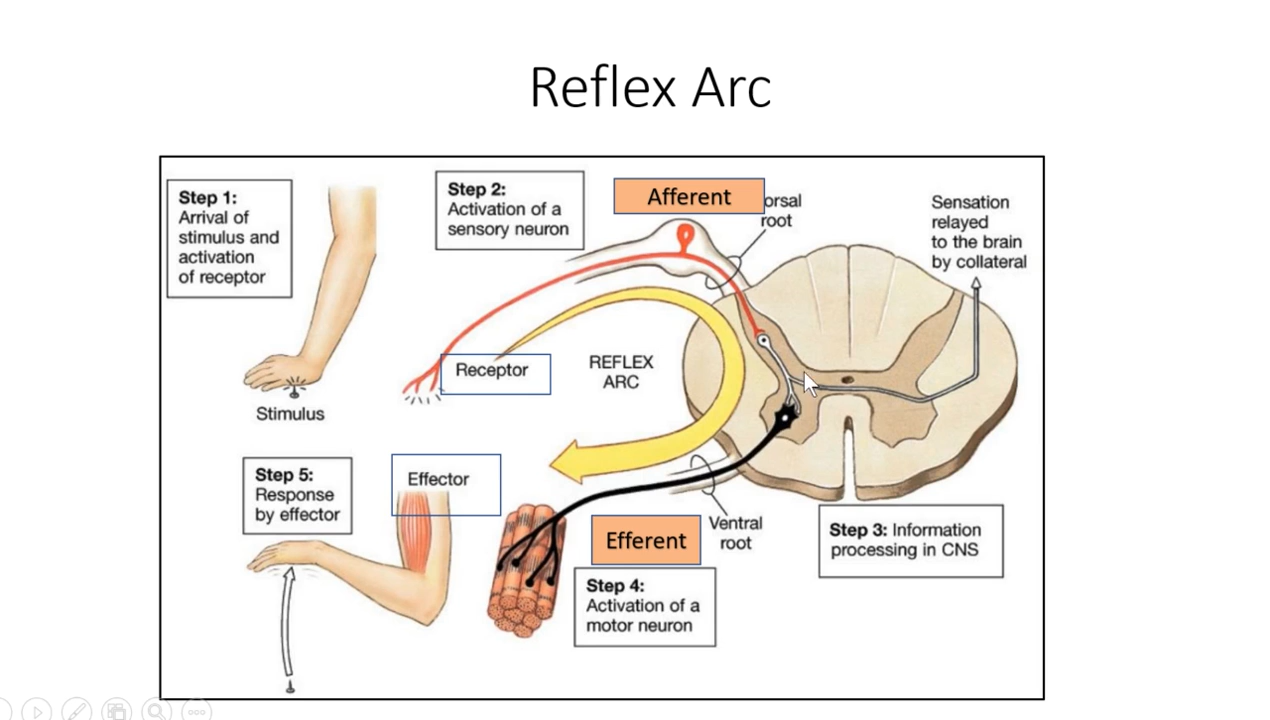 Reflex Arc
Step 1:
Arrival of
stimulus and
activation
of receptor
Stimulus
Step 2:
Activation of a
sensory neuron
Afferent
orsal
root
Sensation
relayed
to the brain
by collateral
Receptor
REFLEX
ARC
Step 5:
Response
by effector
Effector
Efferent
Ventral
root
Step 3: Information
processing in CNS
Step 4:
Activation of a
motor neuron